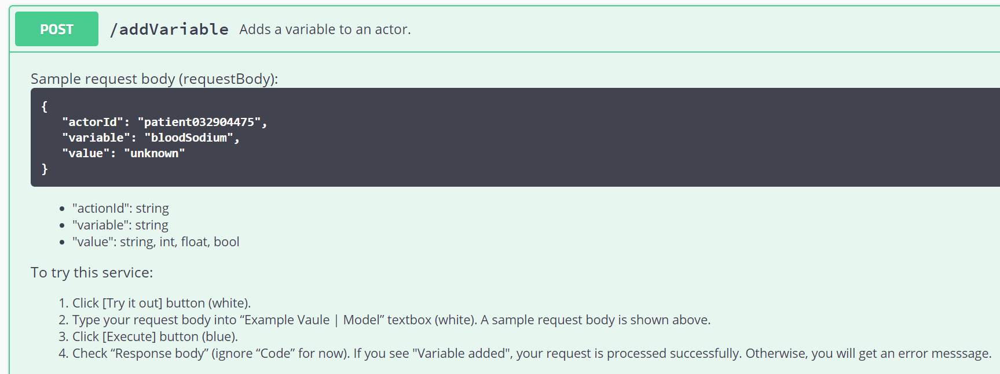 POST /addVariable Adds a variable to an actor.
Sample request body (requestBody):
{
"actorId": "patient032904475",
"variable": "bloodSodium",
"value": "unknown"
}
• "actionId": string
• "variable": string
• "value": string, int, float, bool
To try this service:
1. Click [Try it out] button (white).
2. Type your request body into “Example Vaule | Model” textbox (white). A sample request body is shown above.
3. Click [Execute] button (blue).
4. Check “Response body” (ignore “Code” for now). If you see "Variable added", your request is processed successfully. Otherwise, you will get an error messsage.